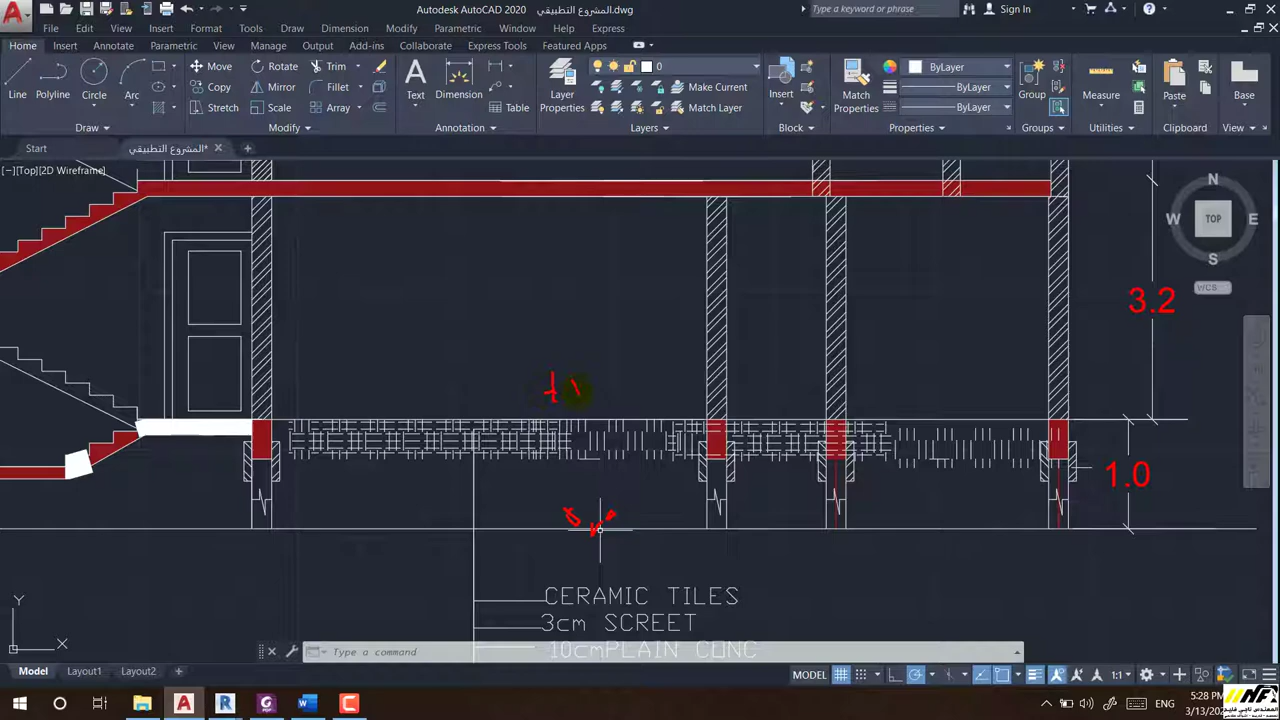 Autodesk AutoCAD 2020 المشروع التطبيقي.dwg
Type a keyword or phrase
Sign In
File Edit View Insert Format Tools Draw Dimension Modify Parametric Window Help Express
Home Insert Annotate Parametric View Manage Output Add-ins Collaborate Express Tools Featured Apps
Line Polyline Circle Arc
Move Rotate Trim
Copy Mirror Fillet
Stretch Scale Array
Text Dimension Table
Layer Properties
0
Make Current
Match Layer
Insert
Match Properties
ByLayer
ByLayer
ByLayer
Group
Measure
Paste
Base
Draw Modify Annotation Layers Block Properties Groups Utilities Clipboard View
Start
المشروع التطبيقي*
[−][Top][2D Wireframe]
N
W TOP E
S
WCS
3.2
1.0
CERAMIC TILES
3cm SCREET
10cmPLAIN CONC
Y
X
Type a command
Model Layout1 Layout2
MODEL
1:1
ENG
5:28 PM
3/13/20